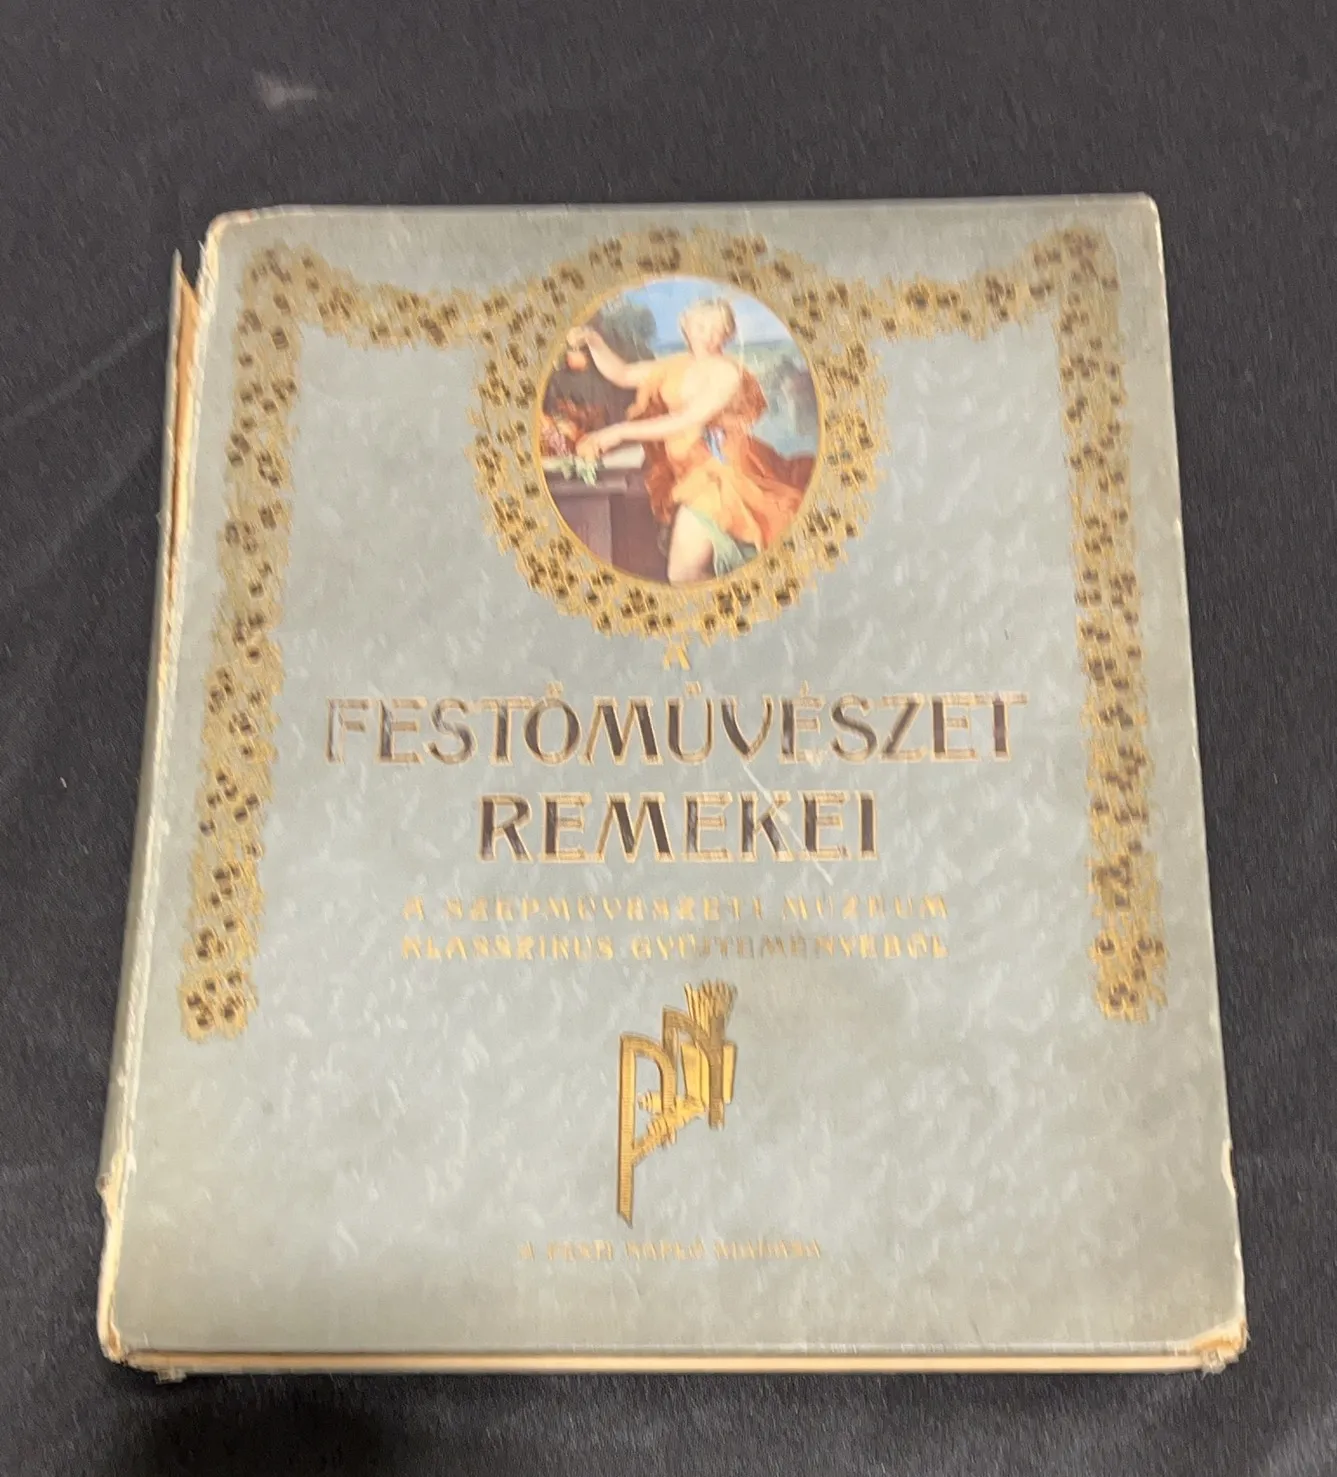 A
FESTŐMŰVÉSZET
REMEKEI
A SZÉPMŰVÉSZETI MÚZEUM
KLASSZIKUS GYŰJTEMÉNYÉBŐL
A PESTI NAPLÓ KIADÁSA